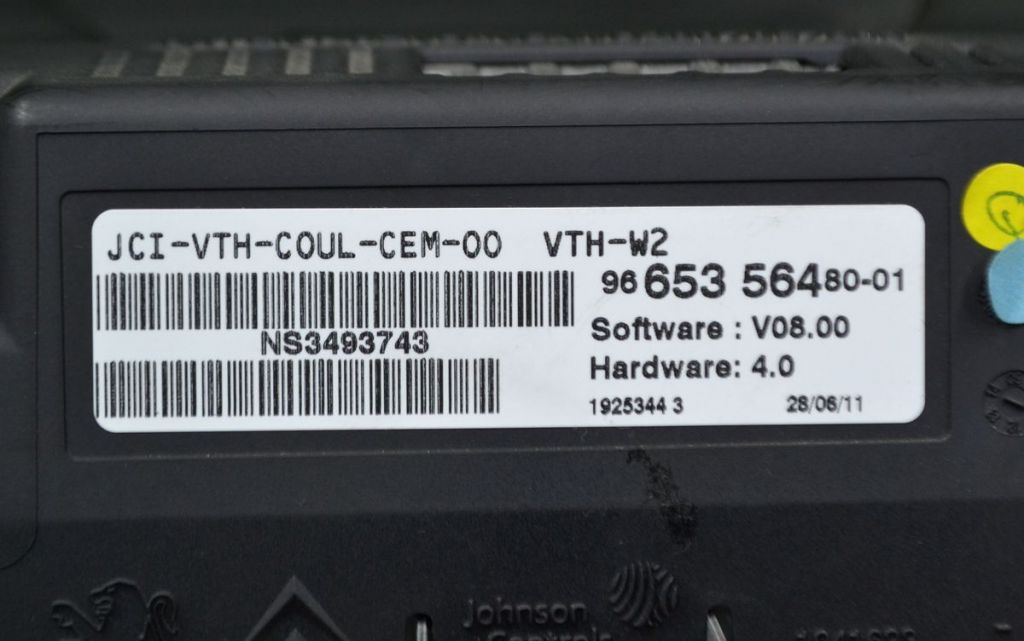 JCI-VTH-COUL-CEM-00 VTH-W2
96 653 564 80-01
NS3493743
Software : V08.00
Hardware: 4.0
1925344 3 28/06/11
Johnson
Controls